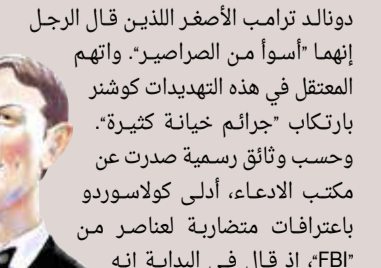 دونالد ترامب الأصغر اللذين قال الرجل
إنهما "أسوأ من الصراصير". واتهم
المعتقل في هذه التهديدات كوشنر
بارتكاب "جرائم خيانة كثيرة".
وحسب وثائق رسمية صدرت عن
مكتب الادعاء، أدلى كولاسوردو
باعترافات متضاربة لعناصر من
"FBI"، إذ قال في البداية إنه